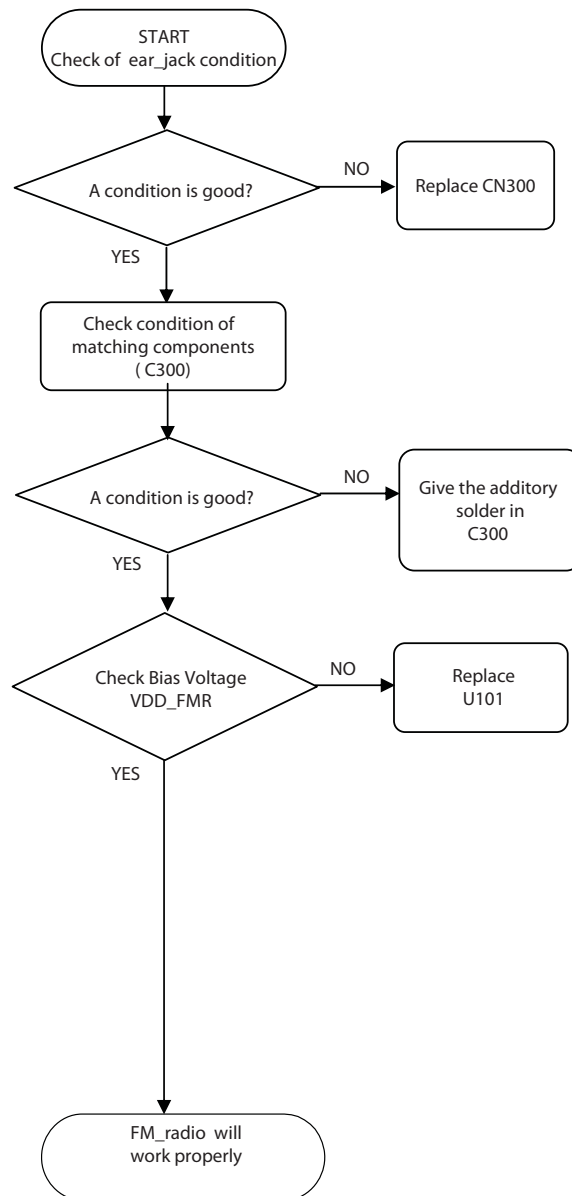 START
Check of ear_jack condition
A condition is good?
NO
Replace CN300
YES
Check condition of
matching components
( C300)
A condition is good?
NO
Give the additory
solder in
C300
YES
Check Bias Voltage
VDD_FMR
NO
Replace
U101
YES
FM_radio will
work properly